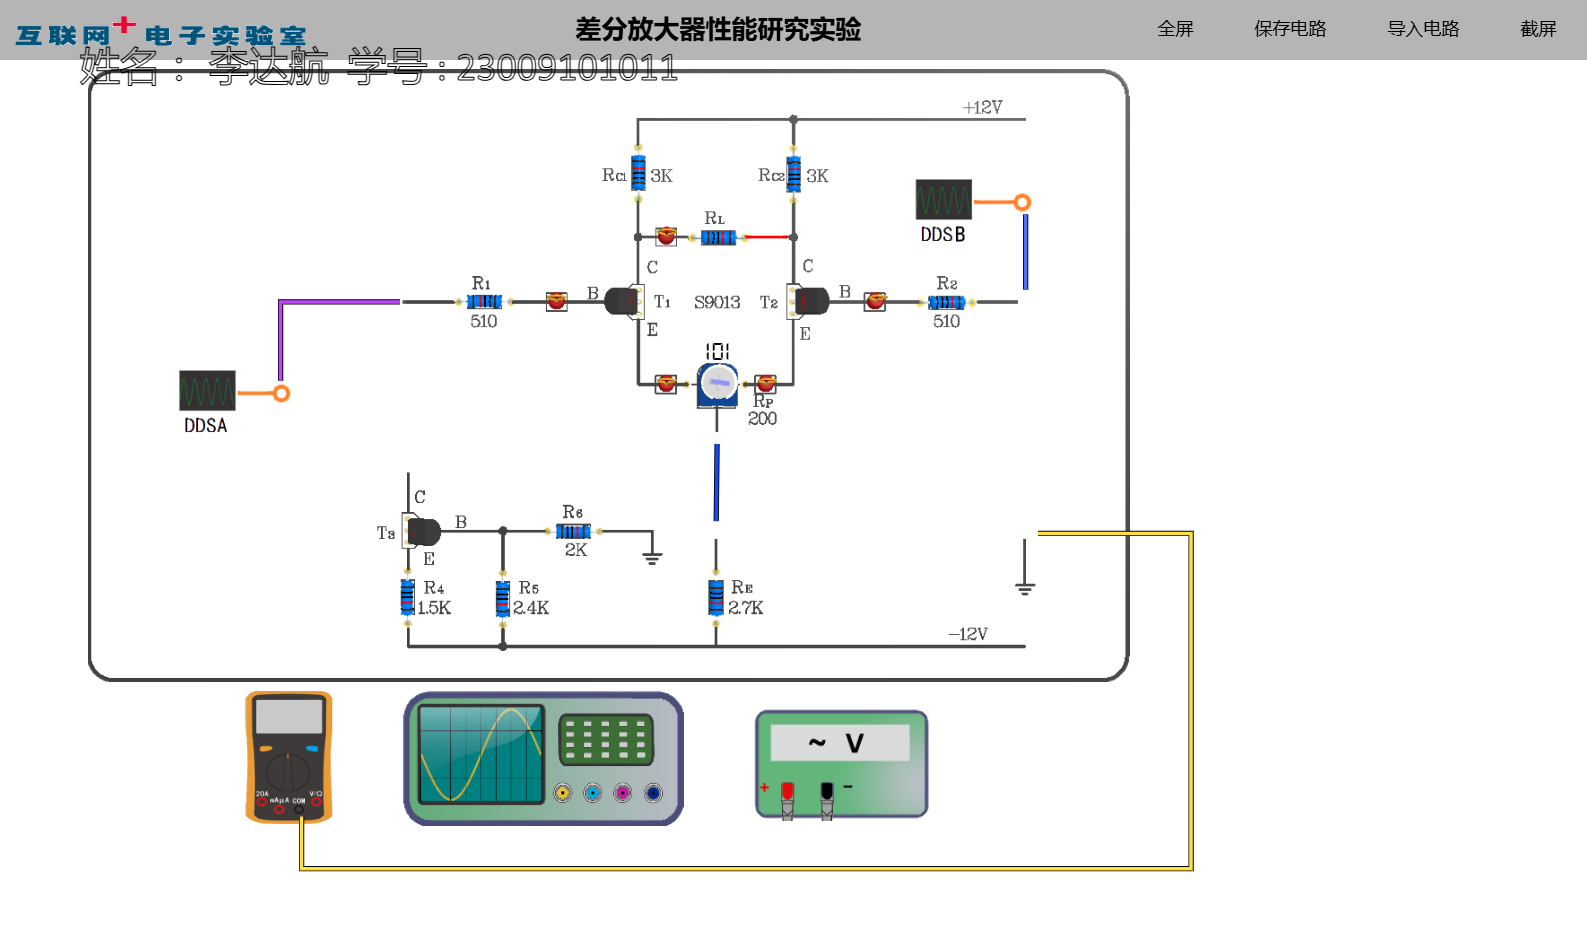 互联网+电子实验室
差分放大器性能研究实验
全屏 保存电路 导入电路 截屏
姓名： 李达航 学号 : 23009101011
+12V
RC1 3K RC2 3K
RL
DDSB
C C
R1 B T1 S9013 T2 B R2
510 E E 510
101
RP
200
DDSA
C
T3 B R6
E 2K
R4 R5 RE
1.5K 2.4K 2.7K
-12V
~ V
+ -
20A mAμA COM V/Ω